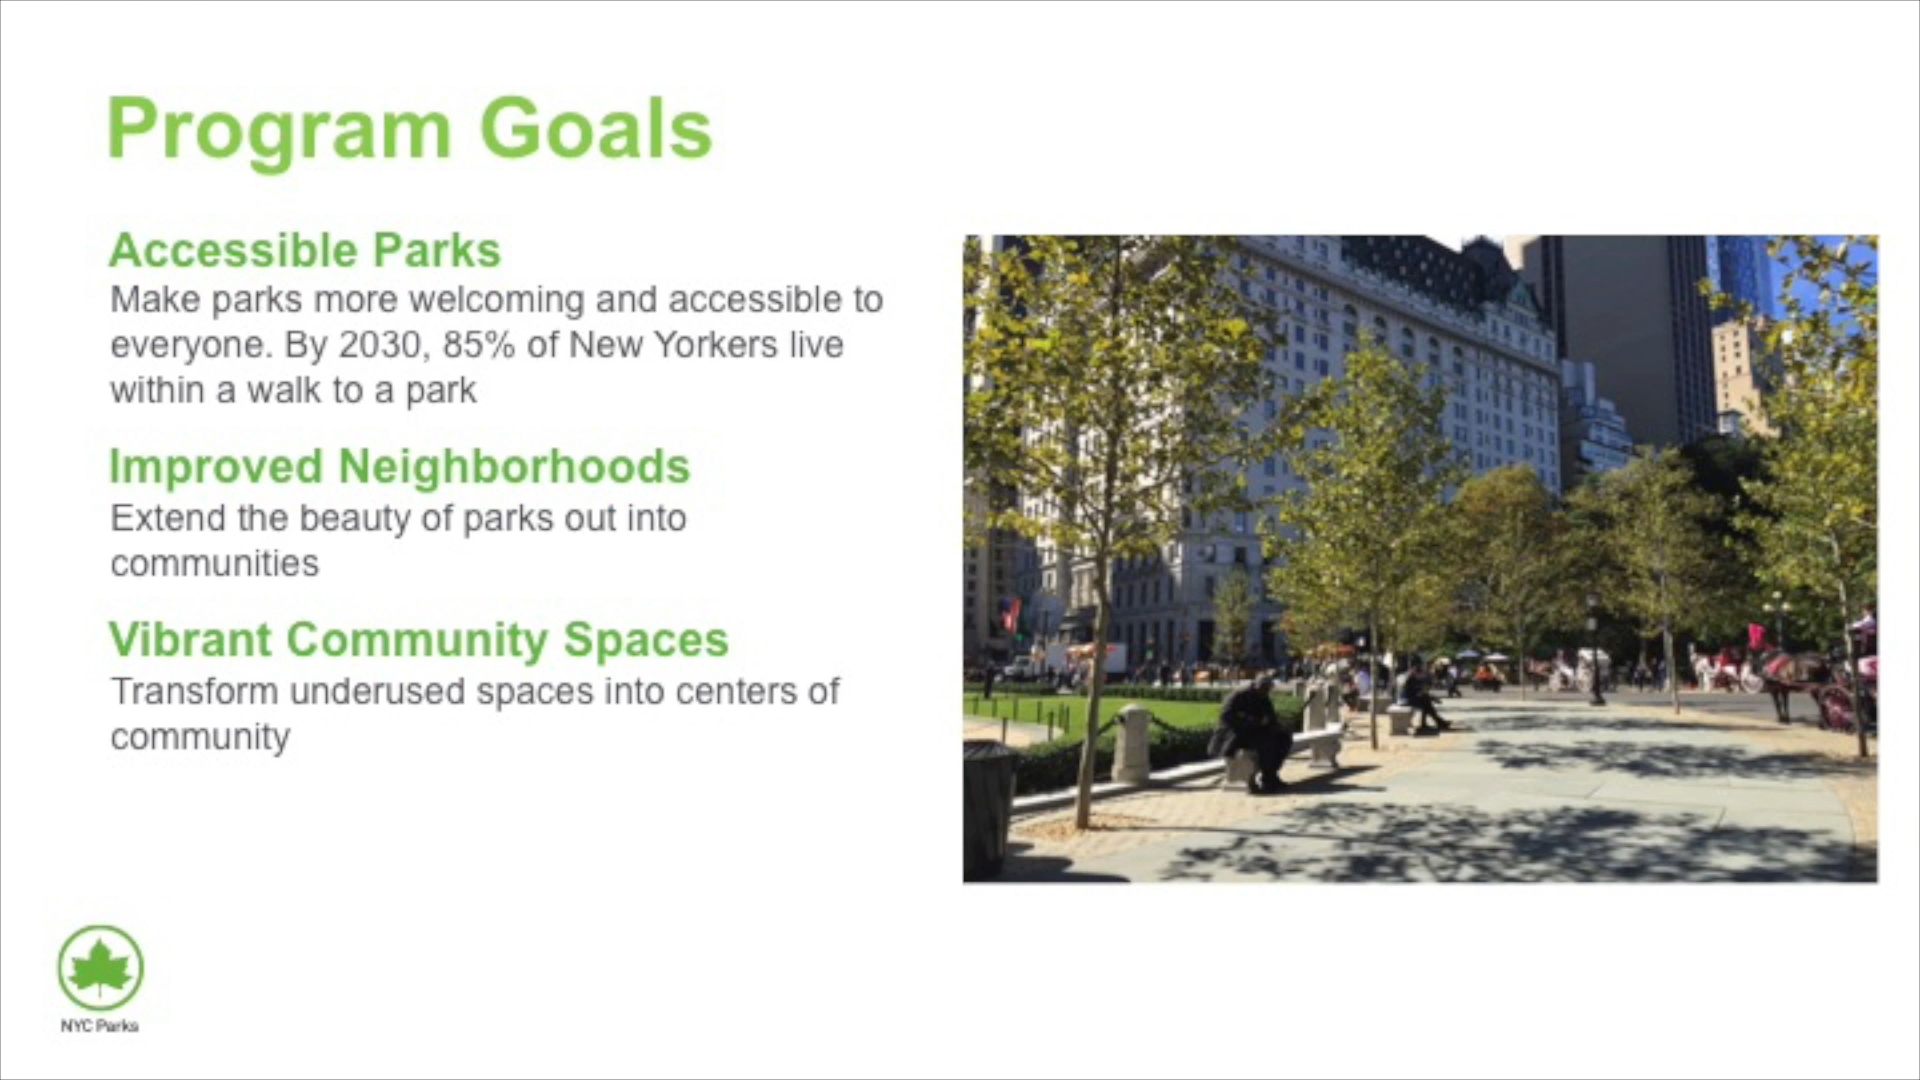 Program Goals
Accessible Parks
Make parks more welcoming and accessible to
everyone. By 2030, 85% of New Yorkers live
within a walk to a park
Improved Neighborhoods
Extend the beauty of parks out into
communities
Vibrant Community Spaces
Transform underused spaces into centers of
community
NYC Parks